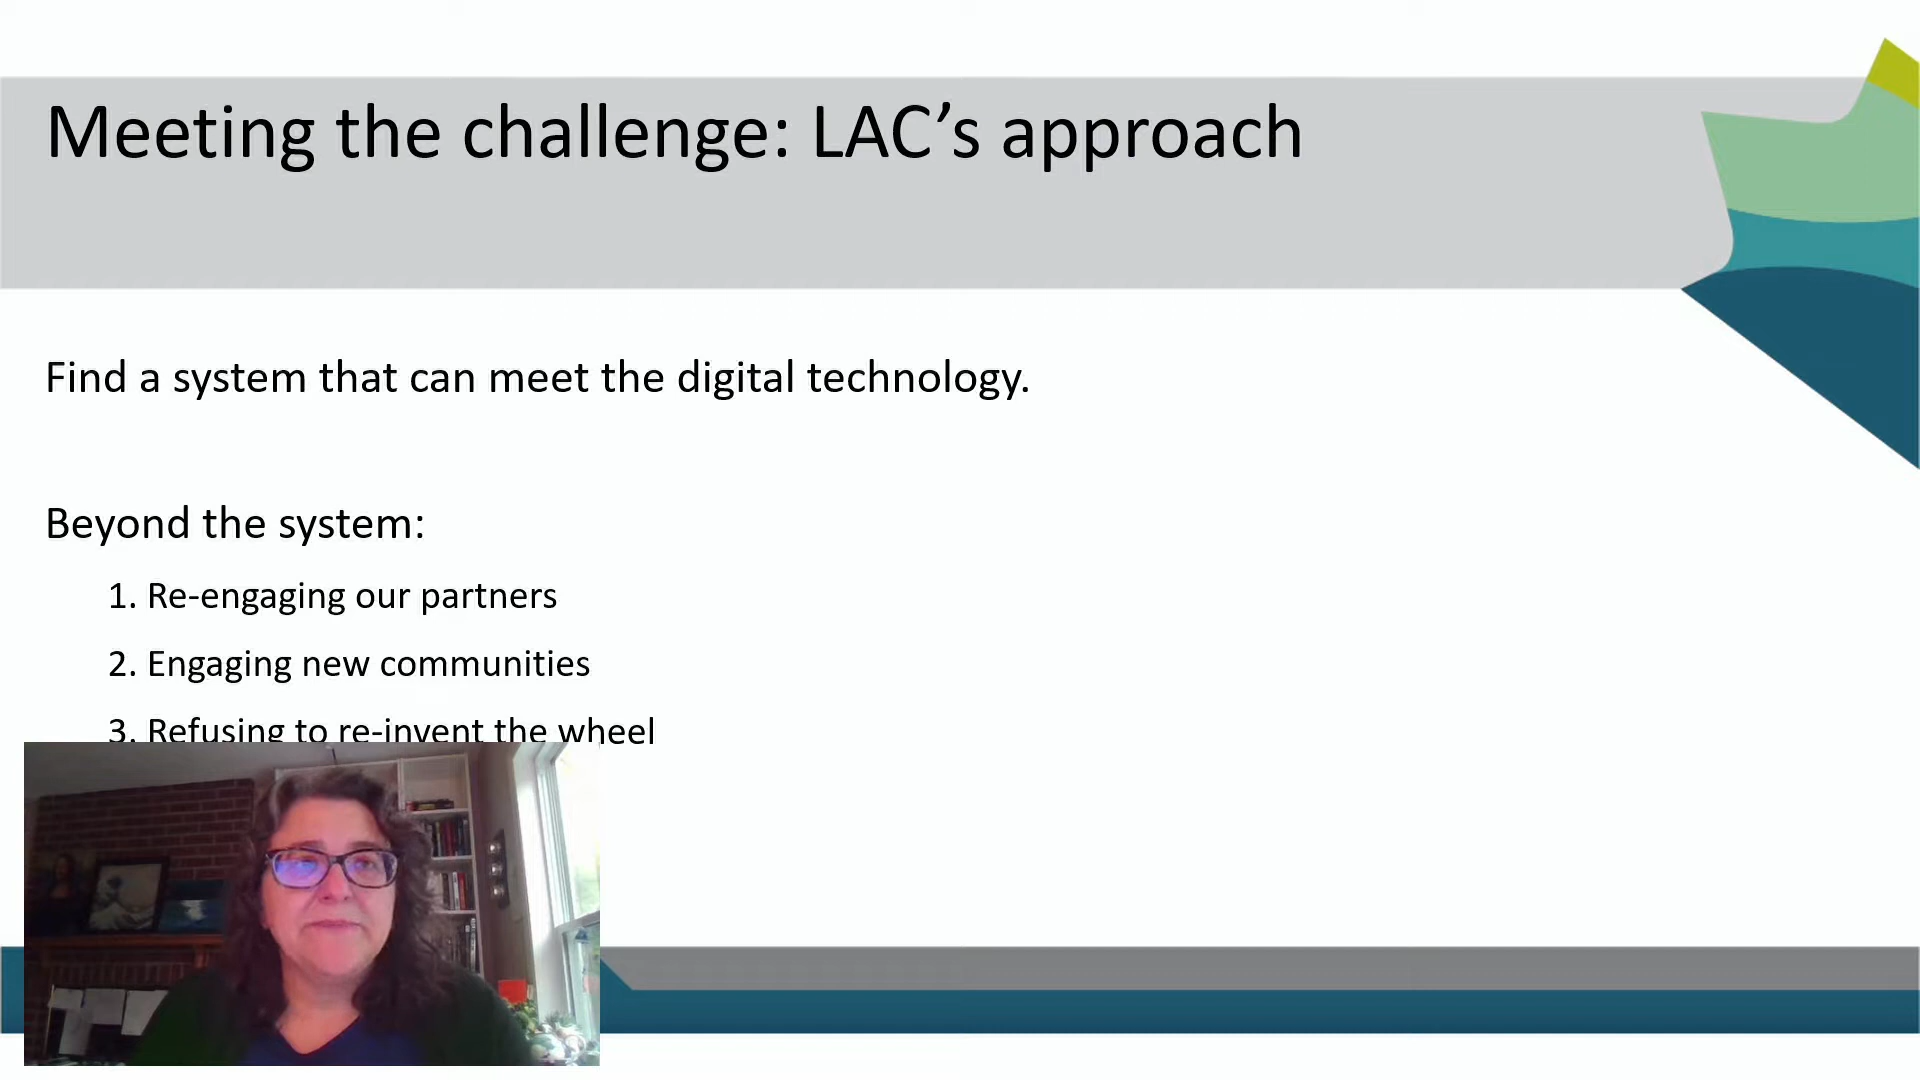 Meeting the challenge: LAC’s approach
Find a system that can meet the digital technology.
Beyond the system:
1. Re-engaging our partners
2. Engaging new communities
3. Refusing to re-invent the wheel